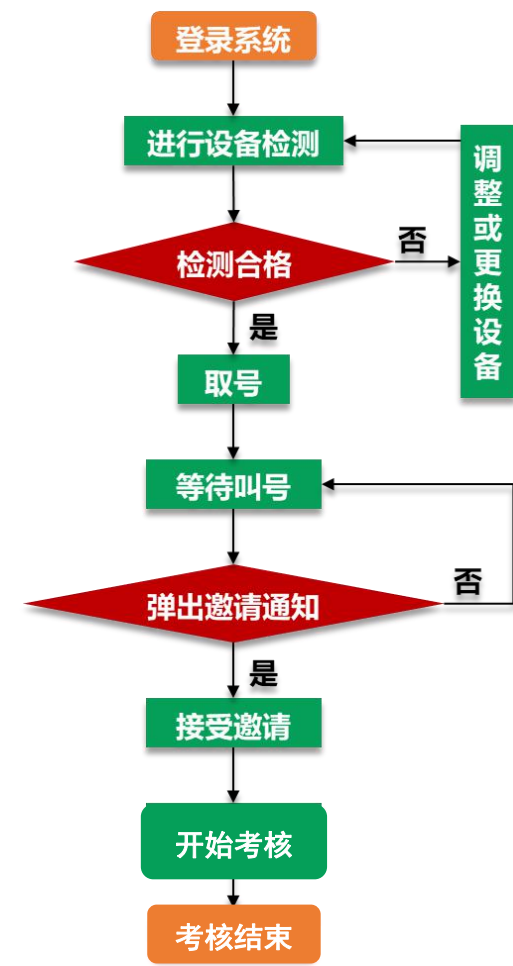 登录系统
进行设备检测
检测合格
否
调整或更换设备
是
取号
等待叫号
弹出邀请通知
否
是
接受邀请
开始考核
考核结束